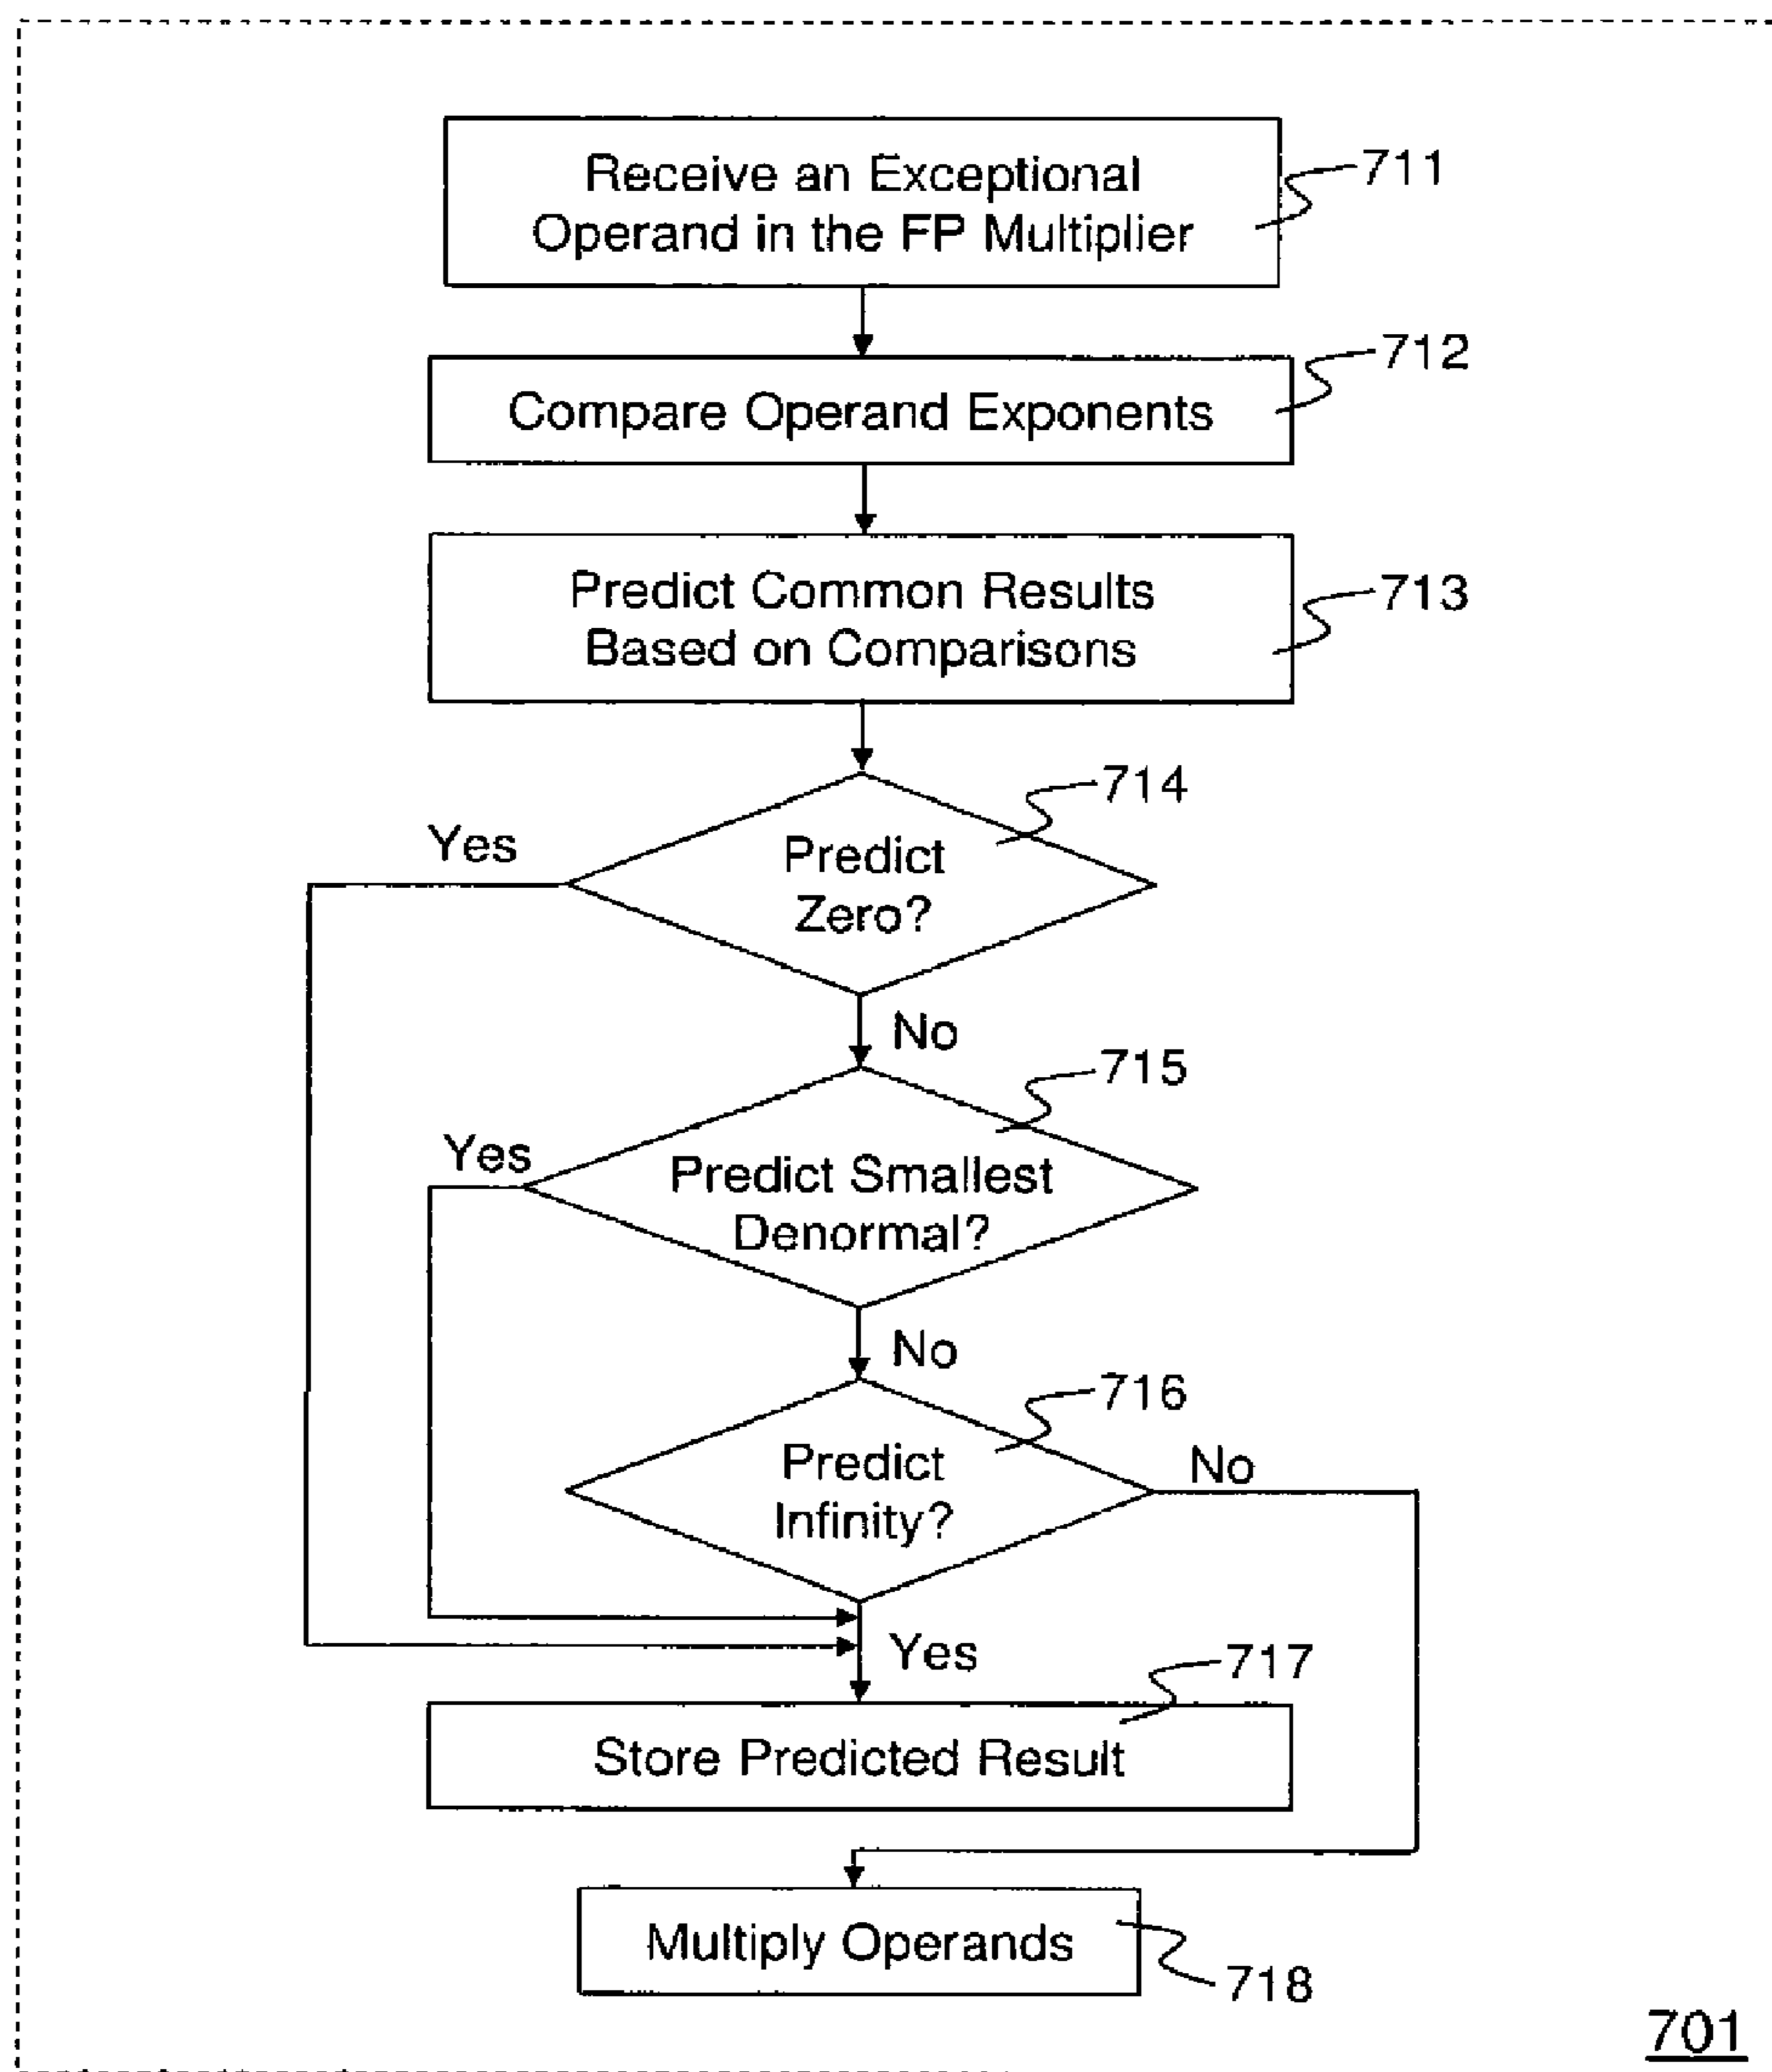 Receive an Exceptional
Operand in the FP Multiplier
711
Compare Operand Exponents
712
Predict Common Results
Based on Comparisons
713
714
Yes
Predict
Zero?
No
715
Yes
Predict Smallest
Denormal?
No
716
Predict
Infinity?
No
Yes
717
Store Predicted Result
Multiply Operands
718
701